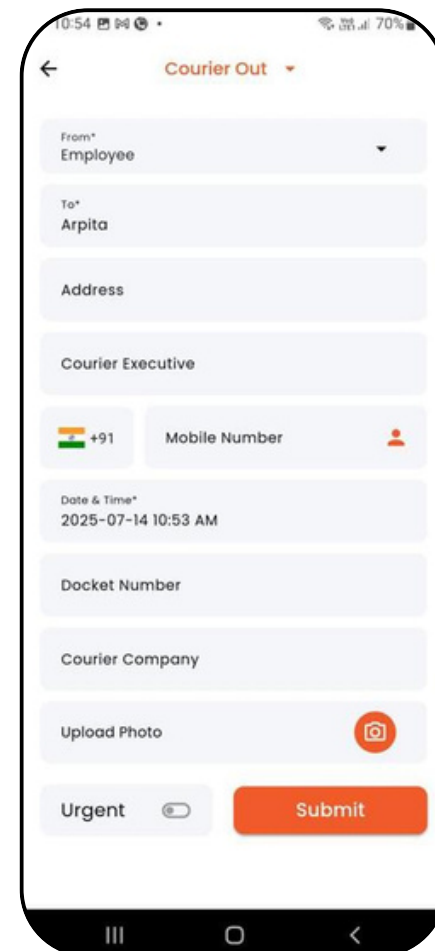 10:54
70%
Courier Out
From*
Employee
To*
Arpita
Address
Courier Executive
+91
Mobile Number
Date & Time*
2025-07-14 10:53 AM
Docket Number
Courier Company
Upload Photo
Urgent
Submit